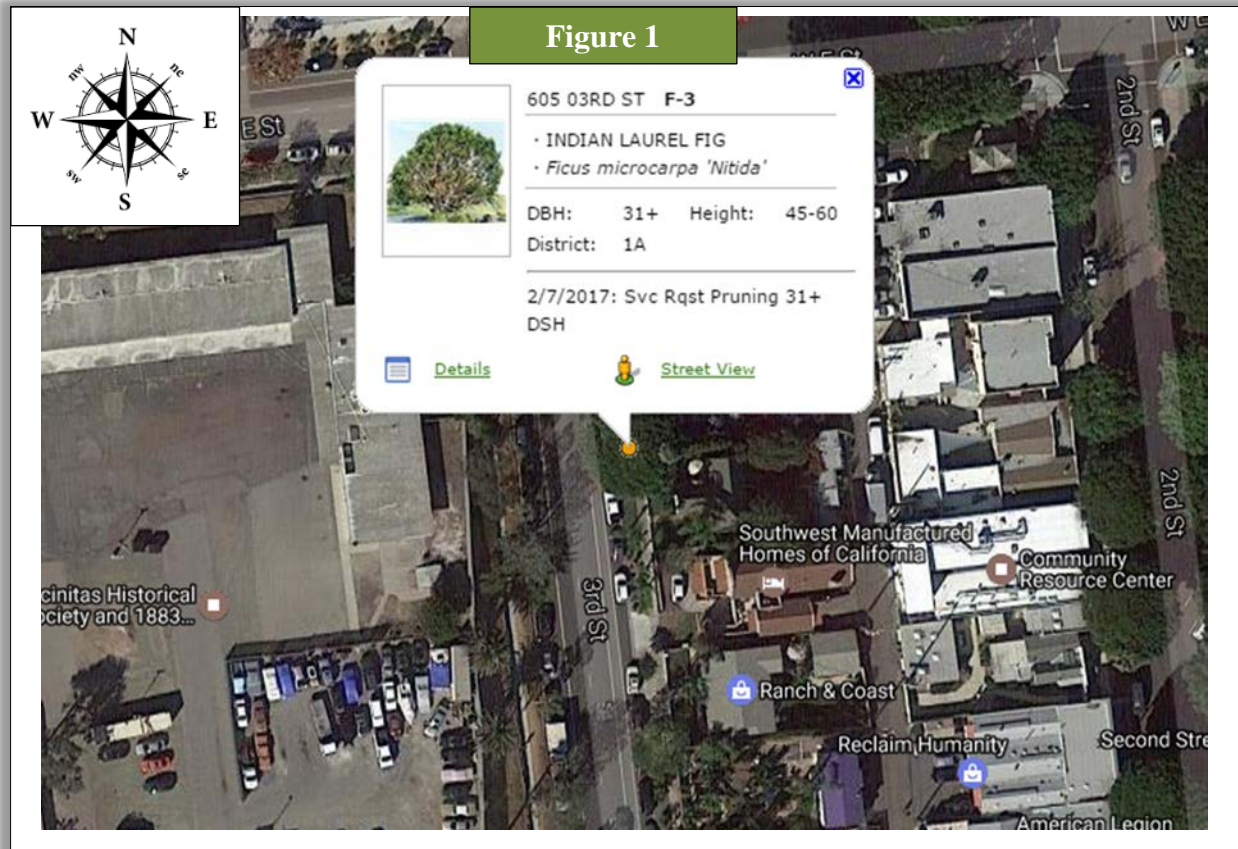 Figure 1
N
nw
ne
W
E
sw
se
S
E St
W E St
W E
2nd St
605 03RD ST F-3
· INDIAN LAUREL FIG
· Ficus microcarpa 'Nitida'
DBH: 31+ Height: 45-60
District: 1A
2/7/2017: Svc Rqst Pruning 31+
DSH
Details
Street View
2nd St
Southwest Manufactured
Homes of California
Community
Resource Center
cinitas Historical
ociety and 1883...
3rd St
Ranch & Coast
Reclaim Humanity
Second Stre
American Legion